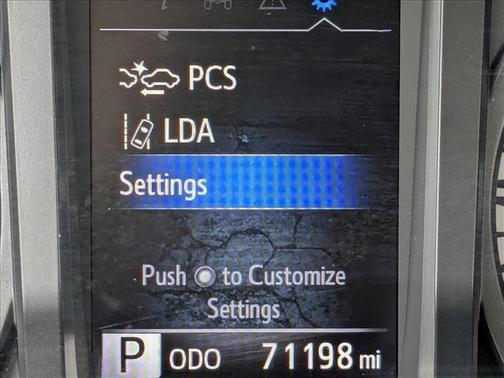 PCS
LDA
Settings
Push to Customize
Settings
P ODO 71198 mi